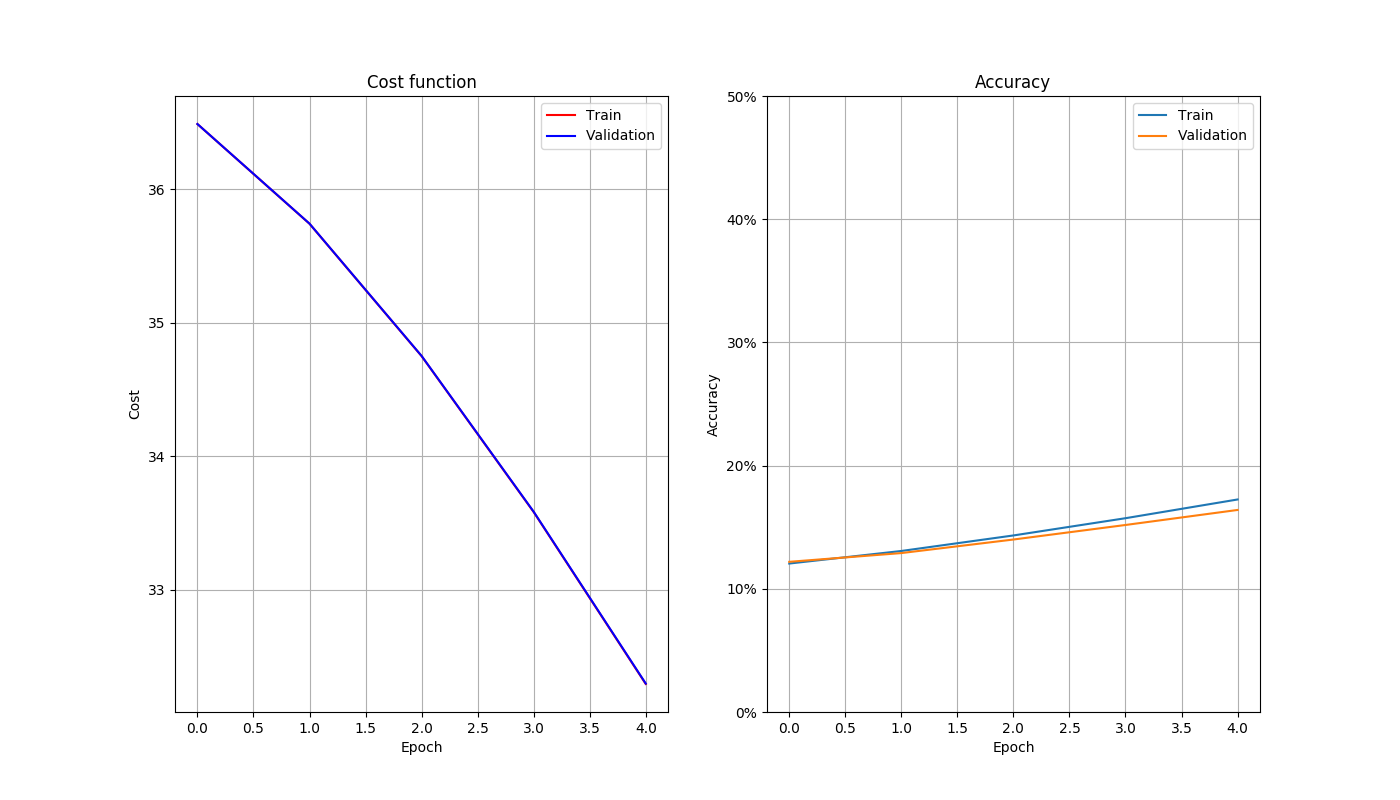 Cost function
Train
Validation
36
35
34
33
Cost
0.0 0.5 1.0 1.5 2.0 2.5 3.0 3.5 4.0
Epoch
Accuracy
Train
Validation
50%
40%
30%
20%
10%
0%
Accuracy
0.0 0.5 1.0 1.5 2.0 2.5 3.0 3.5 4.0
Epoch